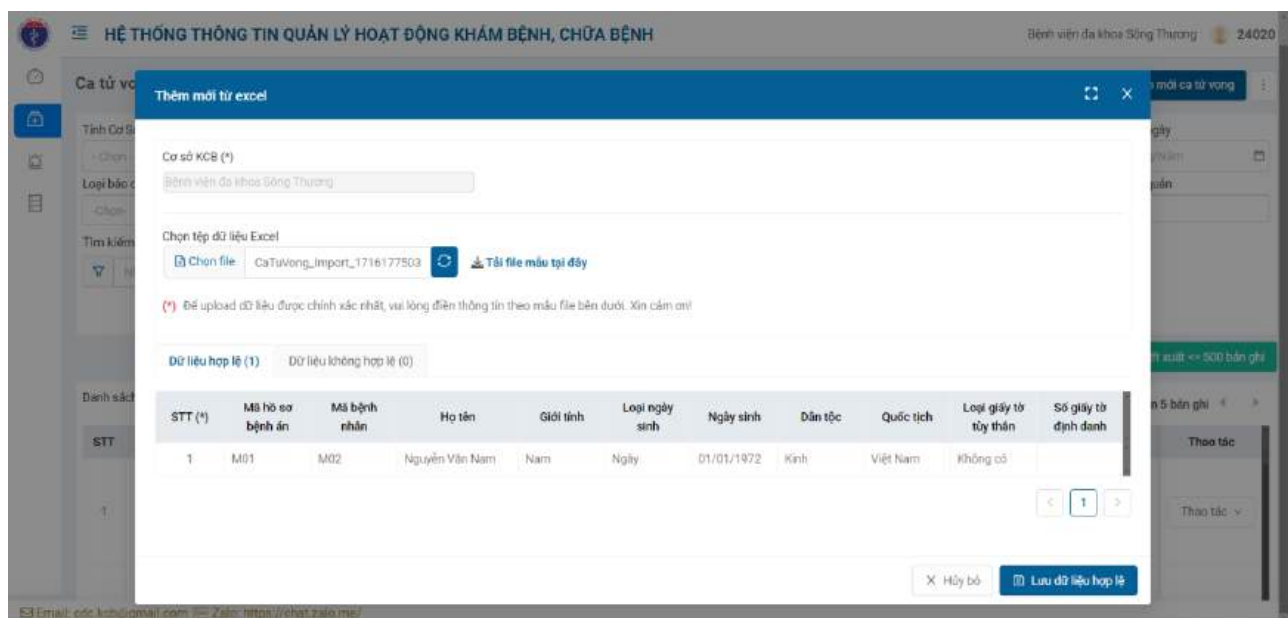 HỆ THỐNG THÔNG TIN QUẢN LÝ HOẠT ĐỘNG KHÁM BỆNH, CHỮA BỆNH
Bệnh viện đa khoa Sông Thương 24020
Ca tử vo
mới ca tử vong
Thêm mới từ excel
Tỉnh Cơ S
gày
Cơ sở KCB (*)
- Chọn -
/Năm
Bệnh viện đa khoa Sông Thương
Loại báo c
quản
-Chọn-
Chọn tệp dữ liệu Excel
Tìm kiếm
Chọn file CaTuVong_Import_1716177503 Tải file mẫu tại đây
(*) Để upload dữ liệu được chính xác nhất, vui lòng điền thông tin theo mẫu file bên dưới. Xin cảm ơn!
Dữ liệu hợp lệ (1) Dữ liệu không hợp lệ (0)
xuất <= 500 bản ghi
Danh sách
n 5 bản ghi
STT (*) Mã hồ sơ bệnh án Mã bệnh nhân Họ tên Giới tính Loại ngày sinh Ngày sinh Dân tộc Quốc tịch Loại giấy tờ tùy thân Số giấy tờ định danh
STT Thao tác
1 M01 M02 Nguyễn Văn Nam Nam Ngày 01/01/1972 Kinh Việt Nam Không có
1
1 Thao tác
Hủy bỏ Lưu dữ liệu hợp lệ
Zalo: https://chat.zalo.me/